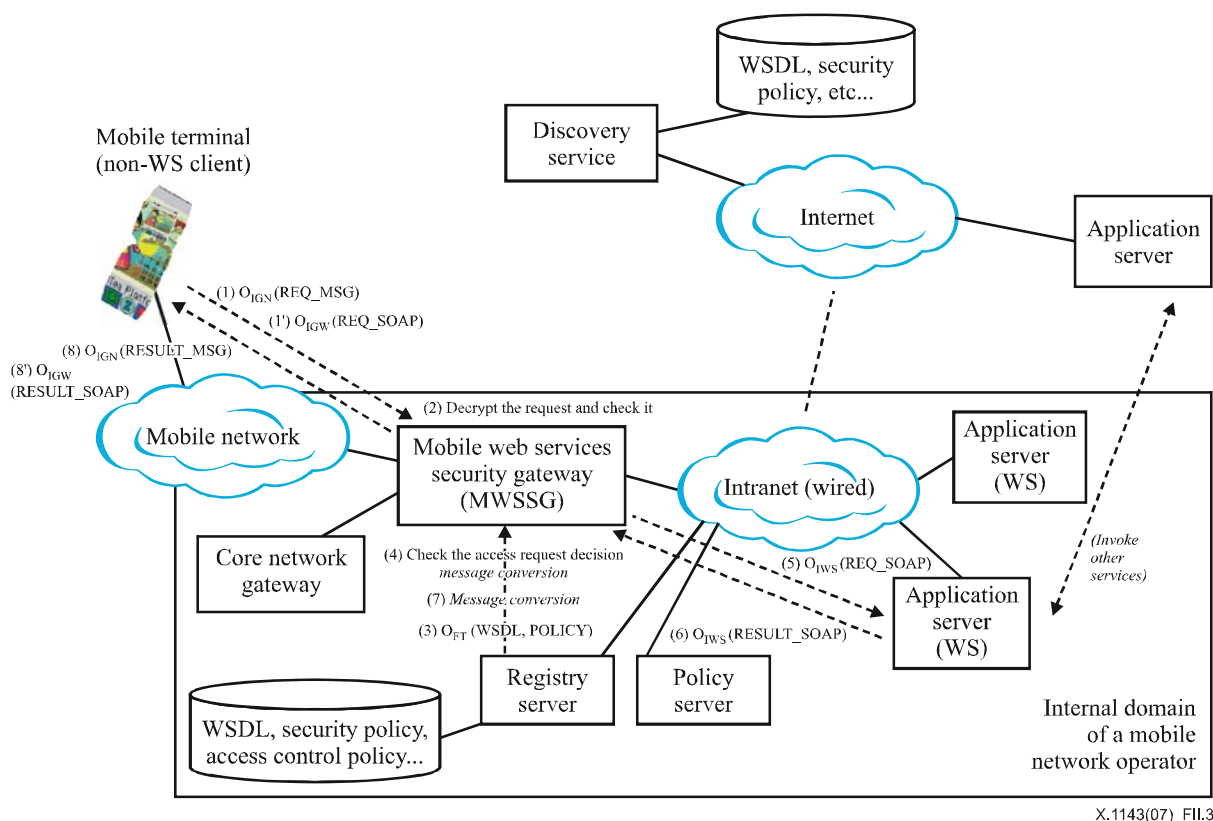 WSDL, security
policy, etc...
Discovery
service
Mobile terminal
(non-WS client)
Internet
Application
server
(1) O_IGN (REQ_MSG)
(1') O_IGW (REQ_SOAP)
(8) O_IGN (RESULT_MSG)
(8') O_IGW
(RESULT_SOAP)
(2) Decrypt the request and check it
Mobile network
Mobile web services
security gateway
(MWSSG)
Intranet (wired)
Application
server
(WS)
Core network
gateway
(4) Check the access request decision
message conversion
(7) Message conversion
(3) O_FT (WSDL, POLICY)
(5) O_IWS (REQ_SOAP)
(Invoke
other
services)
Application
server
(WS)
(6) O_IWS (RESULT_SOAP)
Registry
server
Policy
server
WSDL, security policy,
access control policy...
Internal domain
of a mobile
network operator
X.1143(07)_FII.3